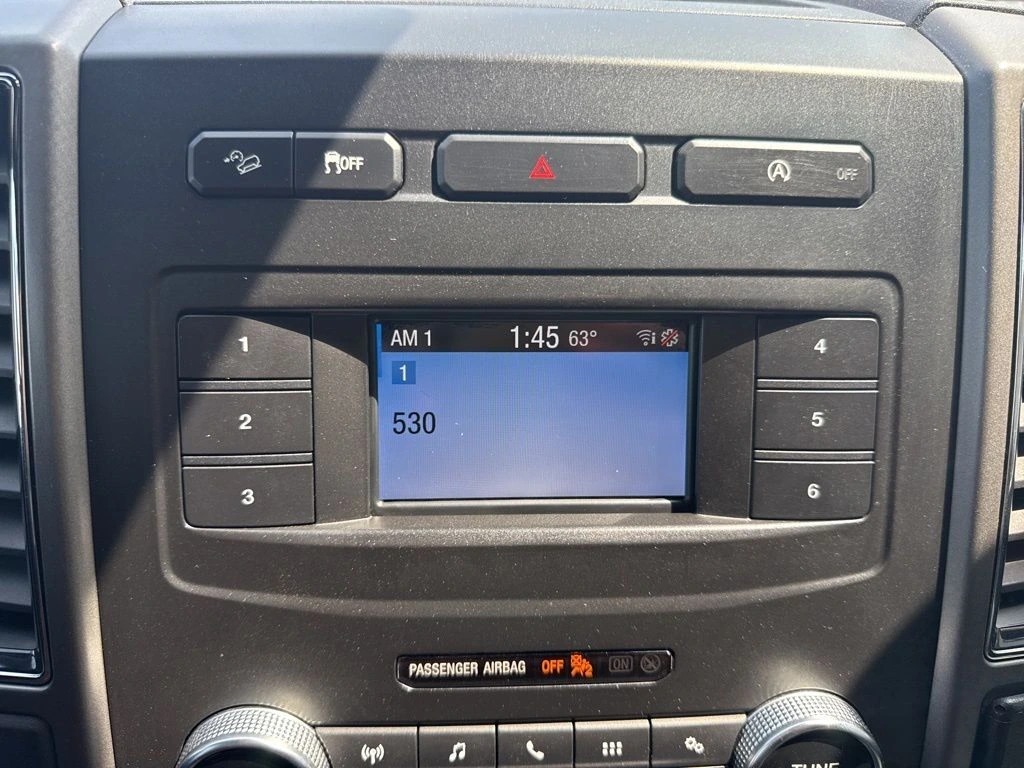 OFF
A OFF
1
2
3
AM 1 1:45 63°
1
530
4
5
6
PASSENGER AIRBAG OFF ON
TUNE